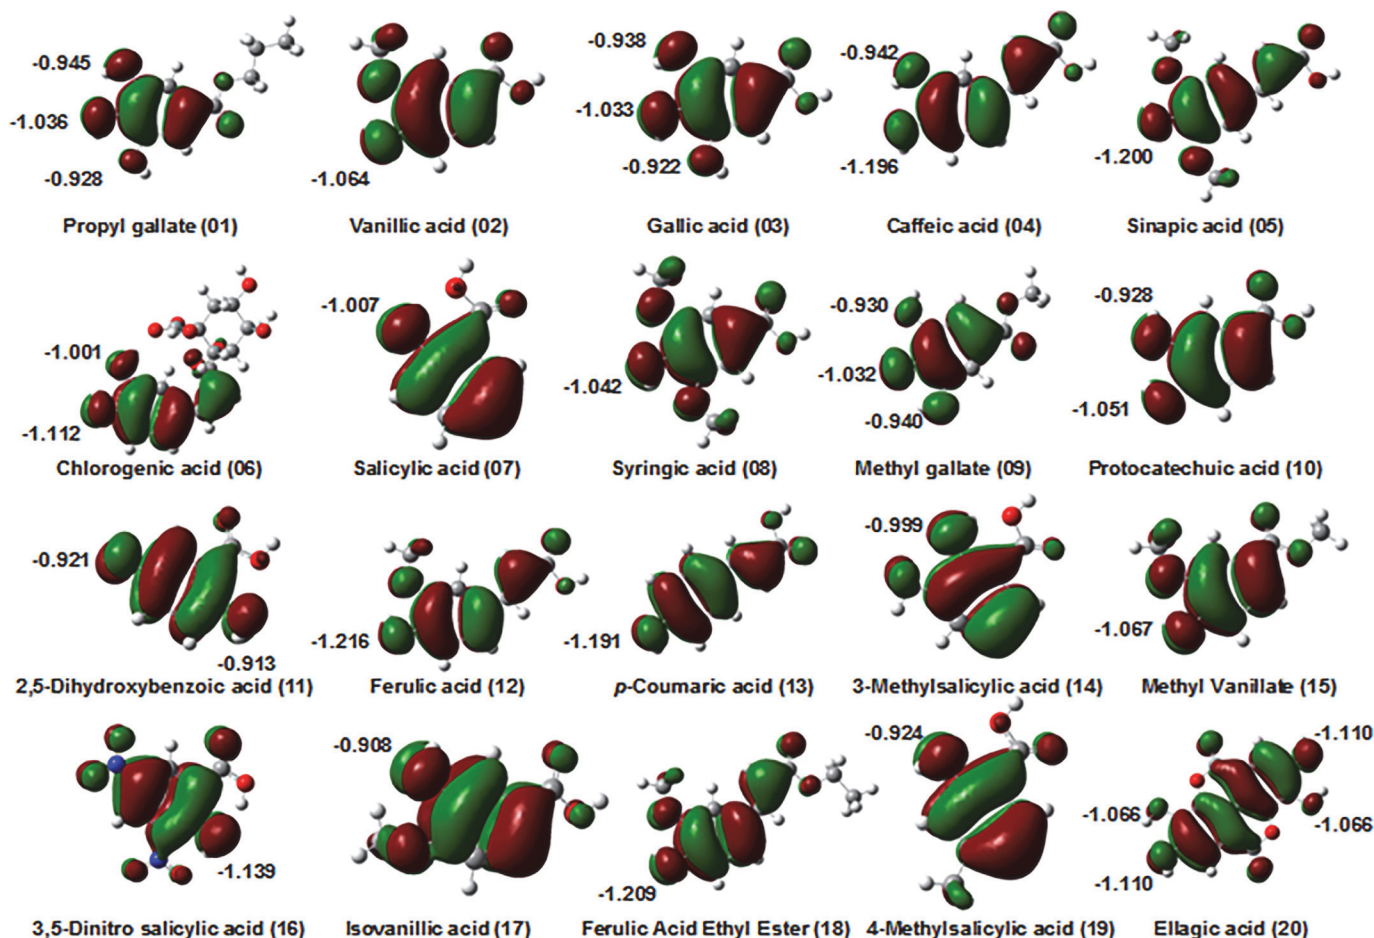 -0.945
-1.036
-0.928
Propyl gallate (01)
-1.064
Vanillic acid (02)
-0.938
-1.033
-0.922
Gallic acid (03)
-0.942
-1.196
Caffeic acid (04)
-1.200
Sinapic acid (05)
-1.001
-1.112
Chlorogenic acid (06)
-1.007
Salicylic acid (07)
-1.042
Syringic acid (08)
-0.930
-1.032
-0.940
Methyl gallate (09)
-0.928
-1.051
Protocatechuic acid (10)
-0.921
-0.913
2,5-Dihydroxybenzoic acid (11)
-1.216
Ferulic acid (12)
-1.191
p-Coumaric acid (13)
-0.999
3-Methylsalicylic acid (14)
-1.067
Methyl Vanillate (15)
-1.139
3,5-Dinitro salicylic acid (16)
-0.908
Isovanillic acid (17)
-1.209
Ferulic Acid Ethyl Ester (18)
-0.924
4-Methylsalicylic acid (19)
-1.110
-1.066
-1.066
-1.110
Ellagic acid (20)